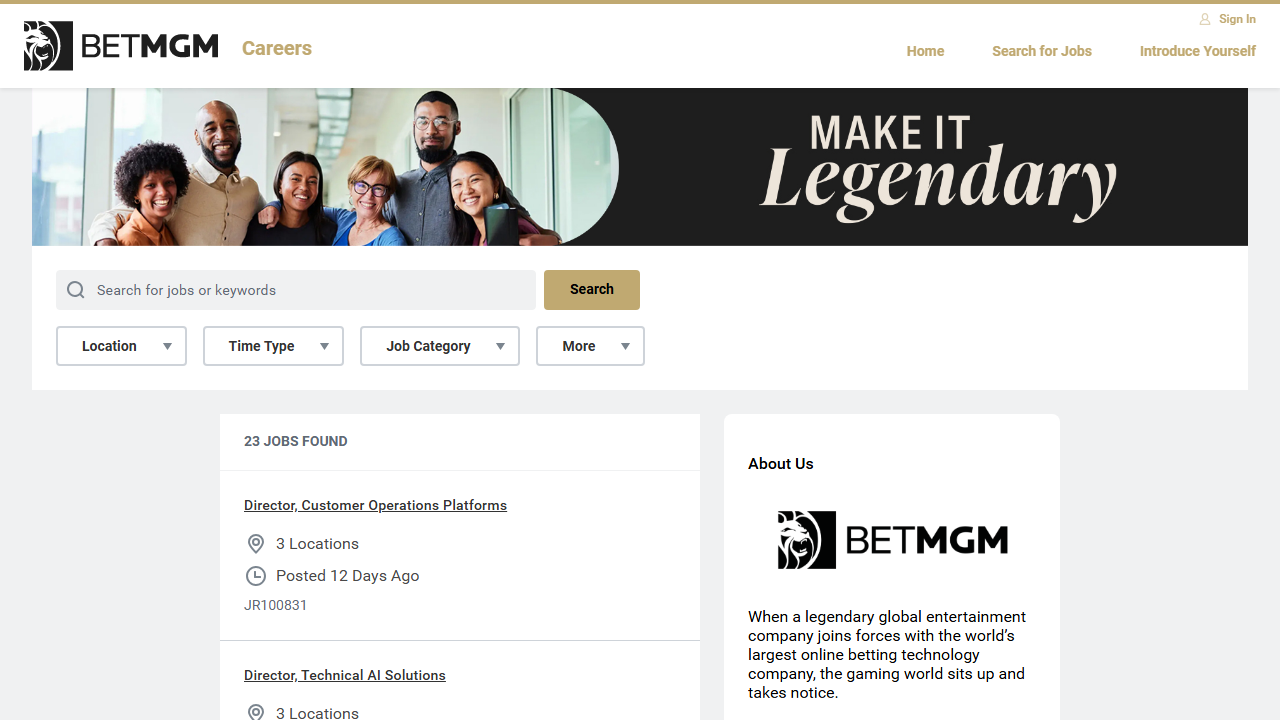 Sign In
BETMGM
Careers
Home
Search for Jobs
Introduce Yourself
MAKE IT
Legendary
Search for jobs or keywords
Search
Location
Time Type
Job Category
More
23 JOBS FOUND
Director, Customer Operations Platforms
3 Locations
Posted 12 Days Ago
JR100831
Director, Technical AI Solutions
3 Locations
About Us
BETMGM
When a legendary global entertainment
company joins forces with the world’s
largest online betting technology
company, the gaming world sits up and
takes notice.